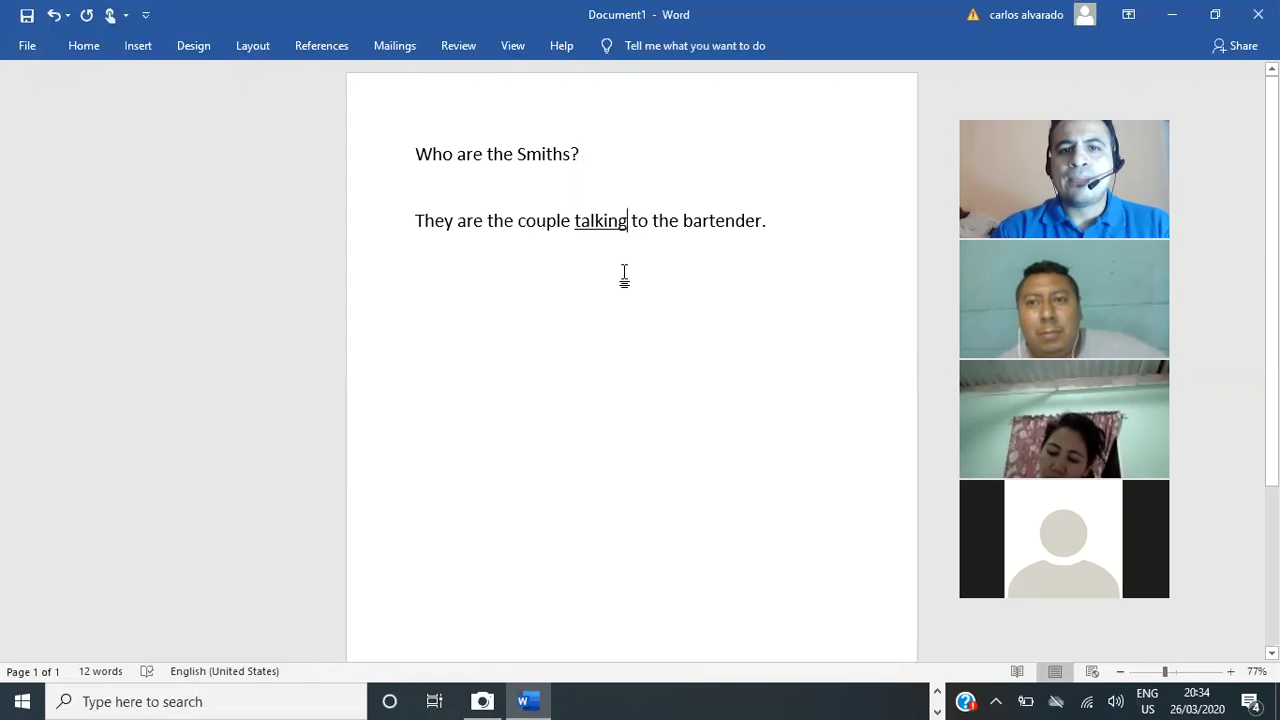 Document1 - Word
carlos alvarado
File
Home
Insert
Design
Layout
References
Mailings
Review
View
Help
Tell me what you want to do
Share
Who are the Smiths?
They are the couple talking to the bartender.
Page 1 of 1
12 words
English (United States)
77%
Type here to search
ENG
US
20:34
26/03/2020
4